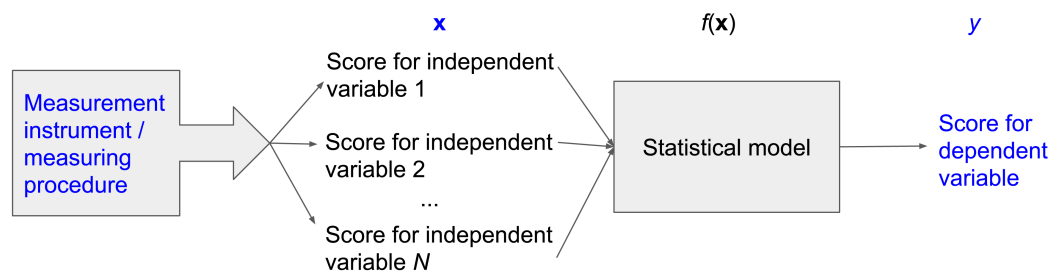 x
f(x)
y
Measurement
instrument /
measuring
procedure
Score for independent
variable 1
Score for independent
variable 2
...
Score for independent
variable N
Statistical model
Score for
dependent
variable